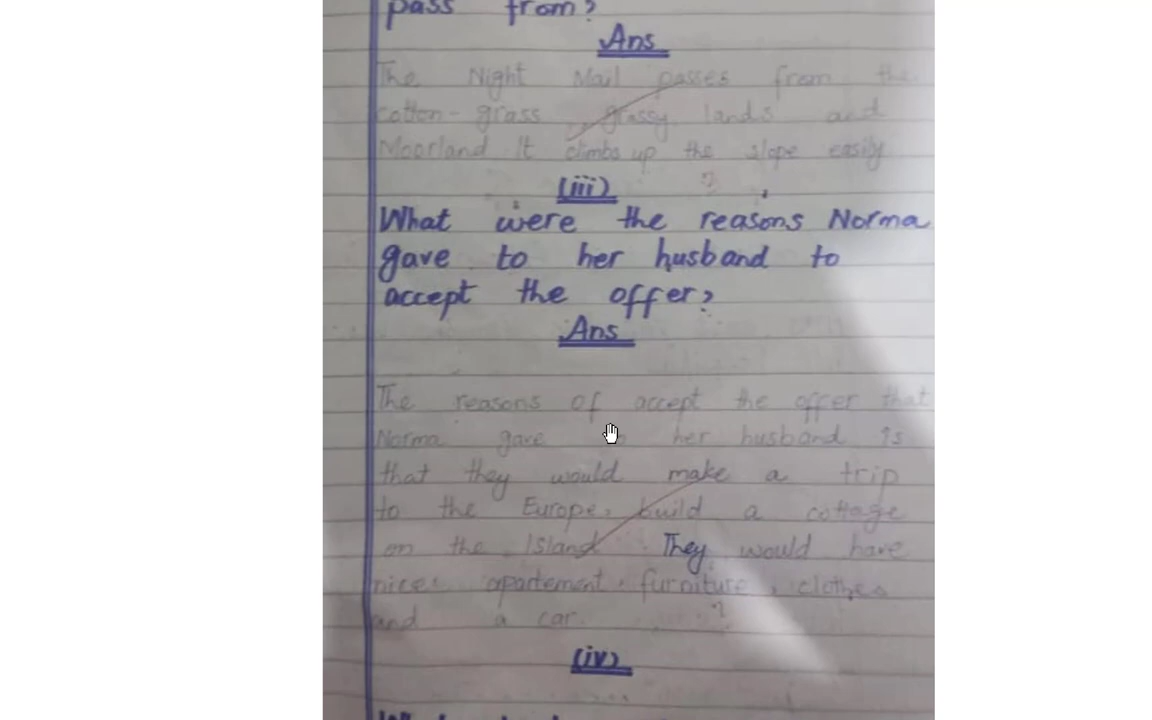 pass from?
Ans
The Night Mail passes from the
cotton-grass, grassy lands and
Moorland It climbs up the slope easily
(iii)
What were the reasons Norma
gave to her husband to
accept the offer?
Ans
The reasons of accept the offer that
Norma gave her husband is
that they would make a trip
to the Europe, build a cottage
on the Island They would have
nice apartement, furniture, clothes
and a car.
(iv)